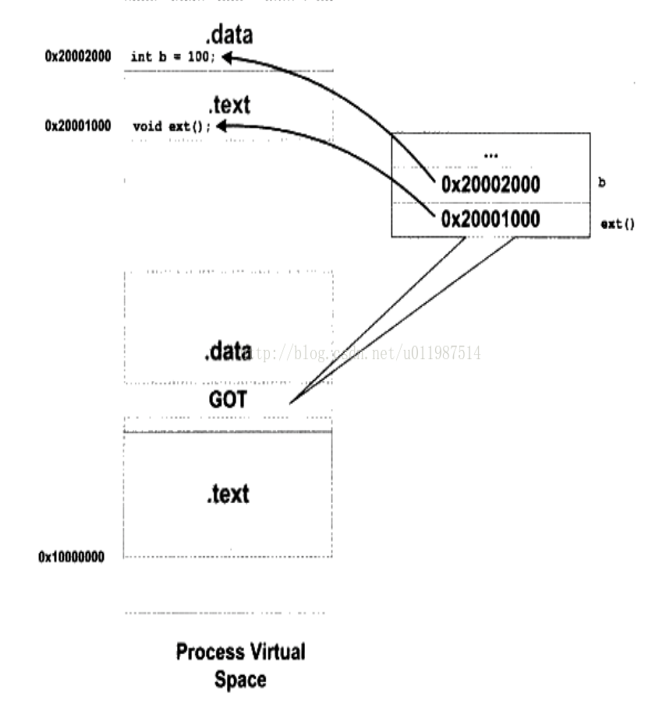 .data
0x20002000 int b = 100;
.text
0x20001000 void ext();
...
0x20002000 b
0x20001000 ext()
.data
http://blog.csdn.net/u011987514
GOT
.text
0x10000000
Process Virtual
Space